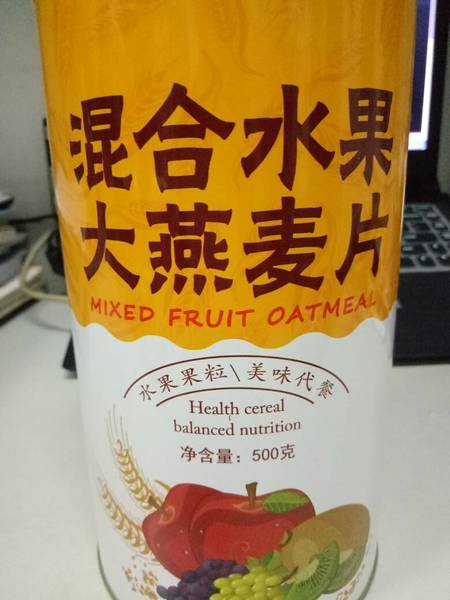 混合水果
大燕麦片
MIXED FRUIT OATMEAL
水果果粒\美味代餐
Health cereal
balanced nutrition
净含量：500克